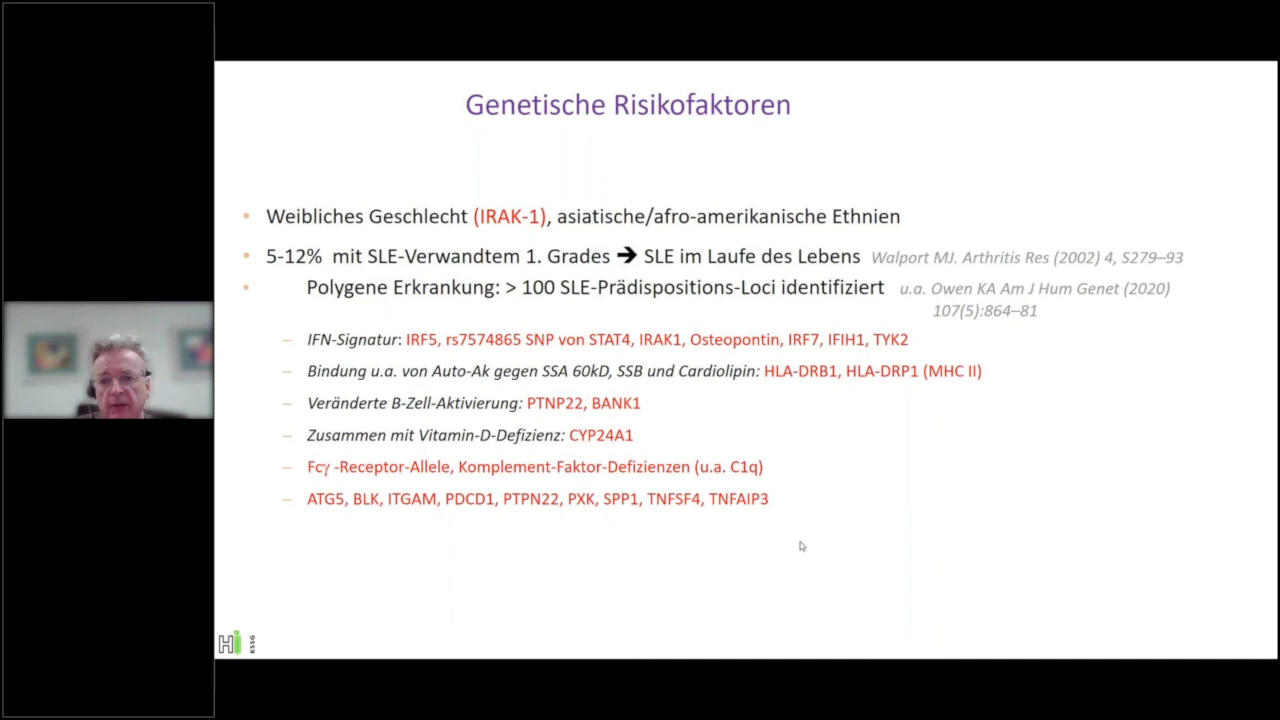 Genetische Risikofaktoren
• Weibliches Geschlecht (IRAK-1), asiatische/afro-amerikanische Ethnien
• 5-12% mit SLE-Verwandtem 1. Grades ➔ SLE im Laufe des Lebens Walport MJ. Arthritis Res (2002) 4, S279–93
• Polygene Erkrankung: > 100 SLE-Prädispositions-Loci identifiziert u.a. Owen KA Am J Hum Genet (2020)
107(5):864–81
– IFN-Signatur: IRF5, rs7574865 SNP von STAT4, IRAK1, Osteopontin, IRF7, IFIH1, TYK2
– Bindung u.a. von Auto-Ak gegen SSA 60kD, SSB und Cardiolipin: HLA-DRB1, HLA-DRP1 (MHC II)
– Veränderte B-Zell-Aktivierung: PTNP22, BANK1
– Zusammen mit Vitamin-D-Defizienz: CYP24A1
– Fcγ -Receptor-Allele, Komplement-Faktor-Defizienzen (u.a. C1q)
– ATG5, BLK, ITGAM, PDCD1, PTPN22, PXK, SPP1, TNFSF4, TNFAIP3
Hi KSSG